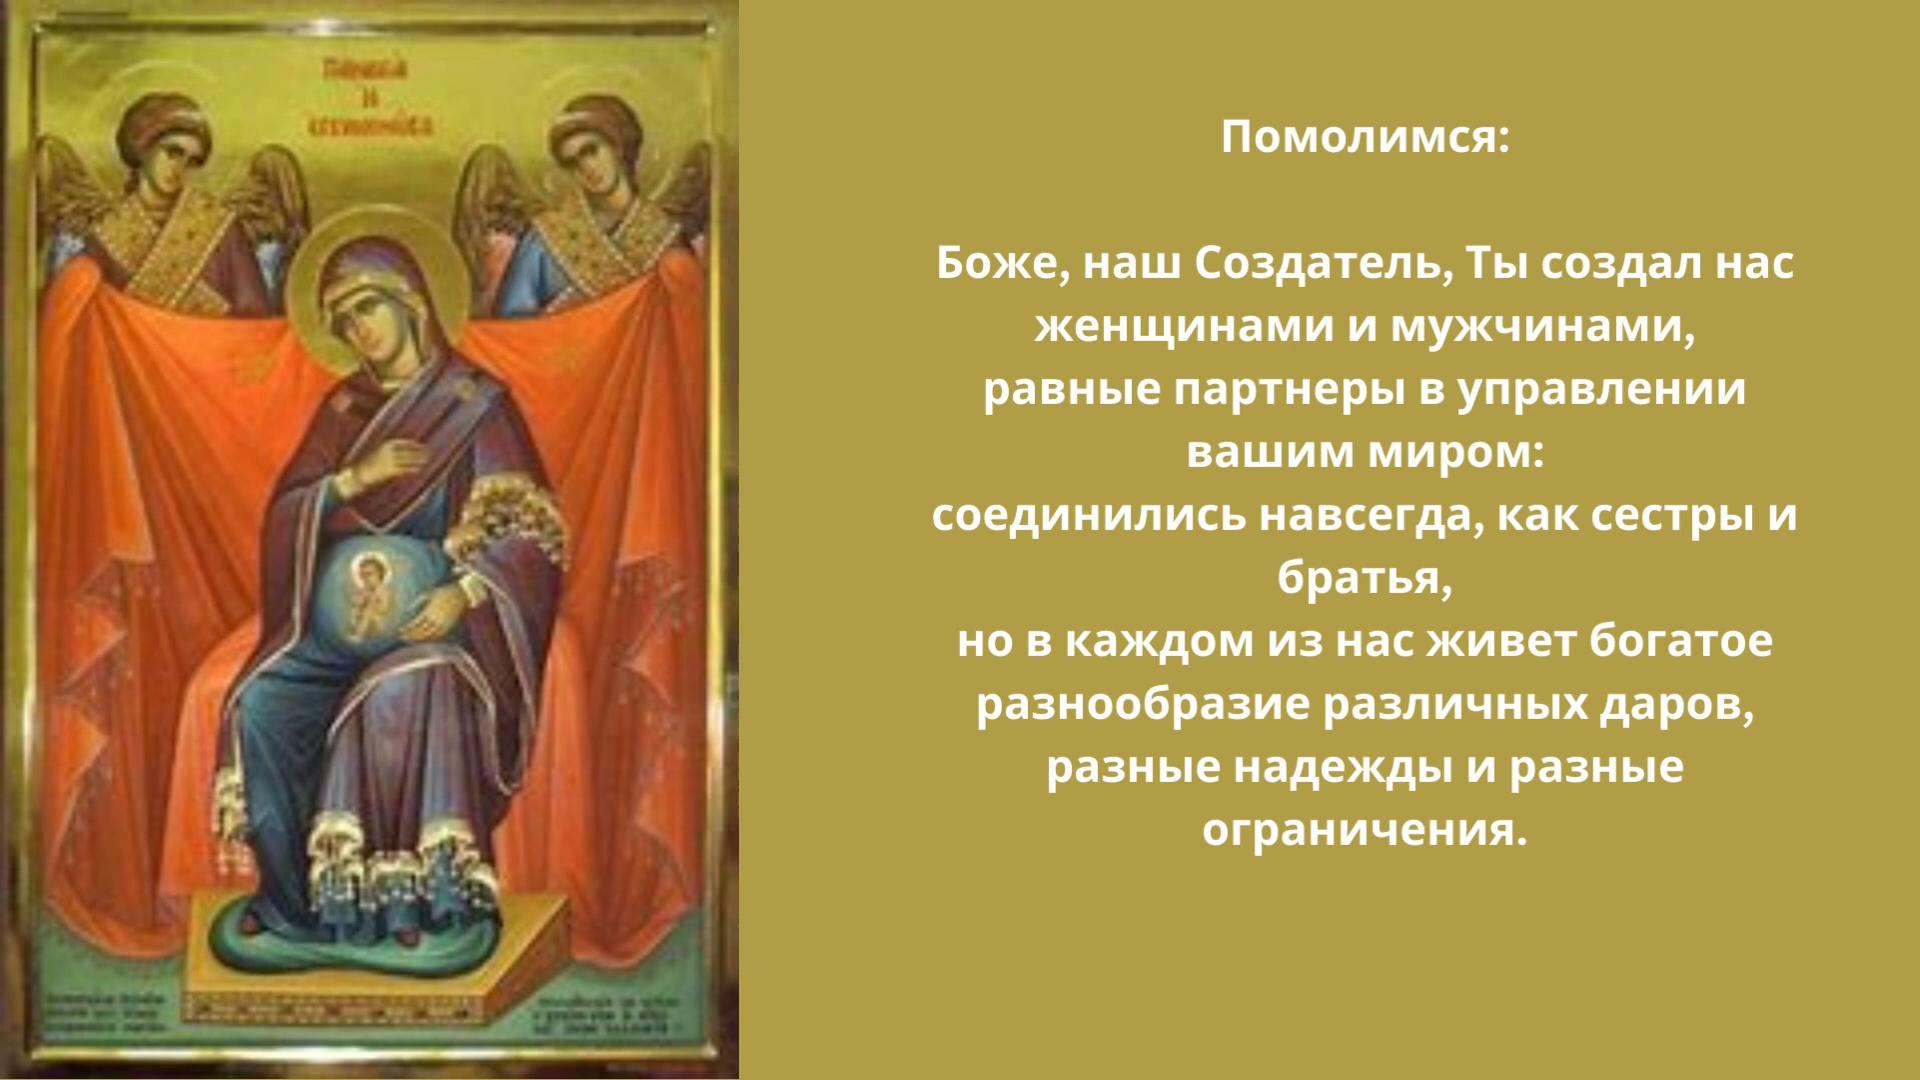 Помолимся:
Боже, наш Создатель, Ты создал нас
женщинами и мужчинами,
равные партнеры в управлении
вашим миром:
соединились навсегда, как сестры и
братья,
но в каждом из нас живет богатое
разнообразие различных даров,
разные надежды и разные
ограничения.